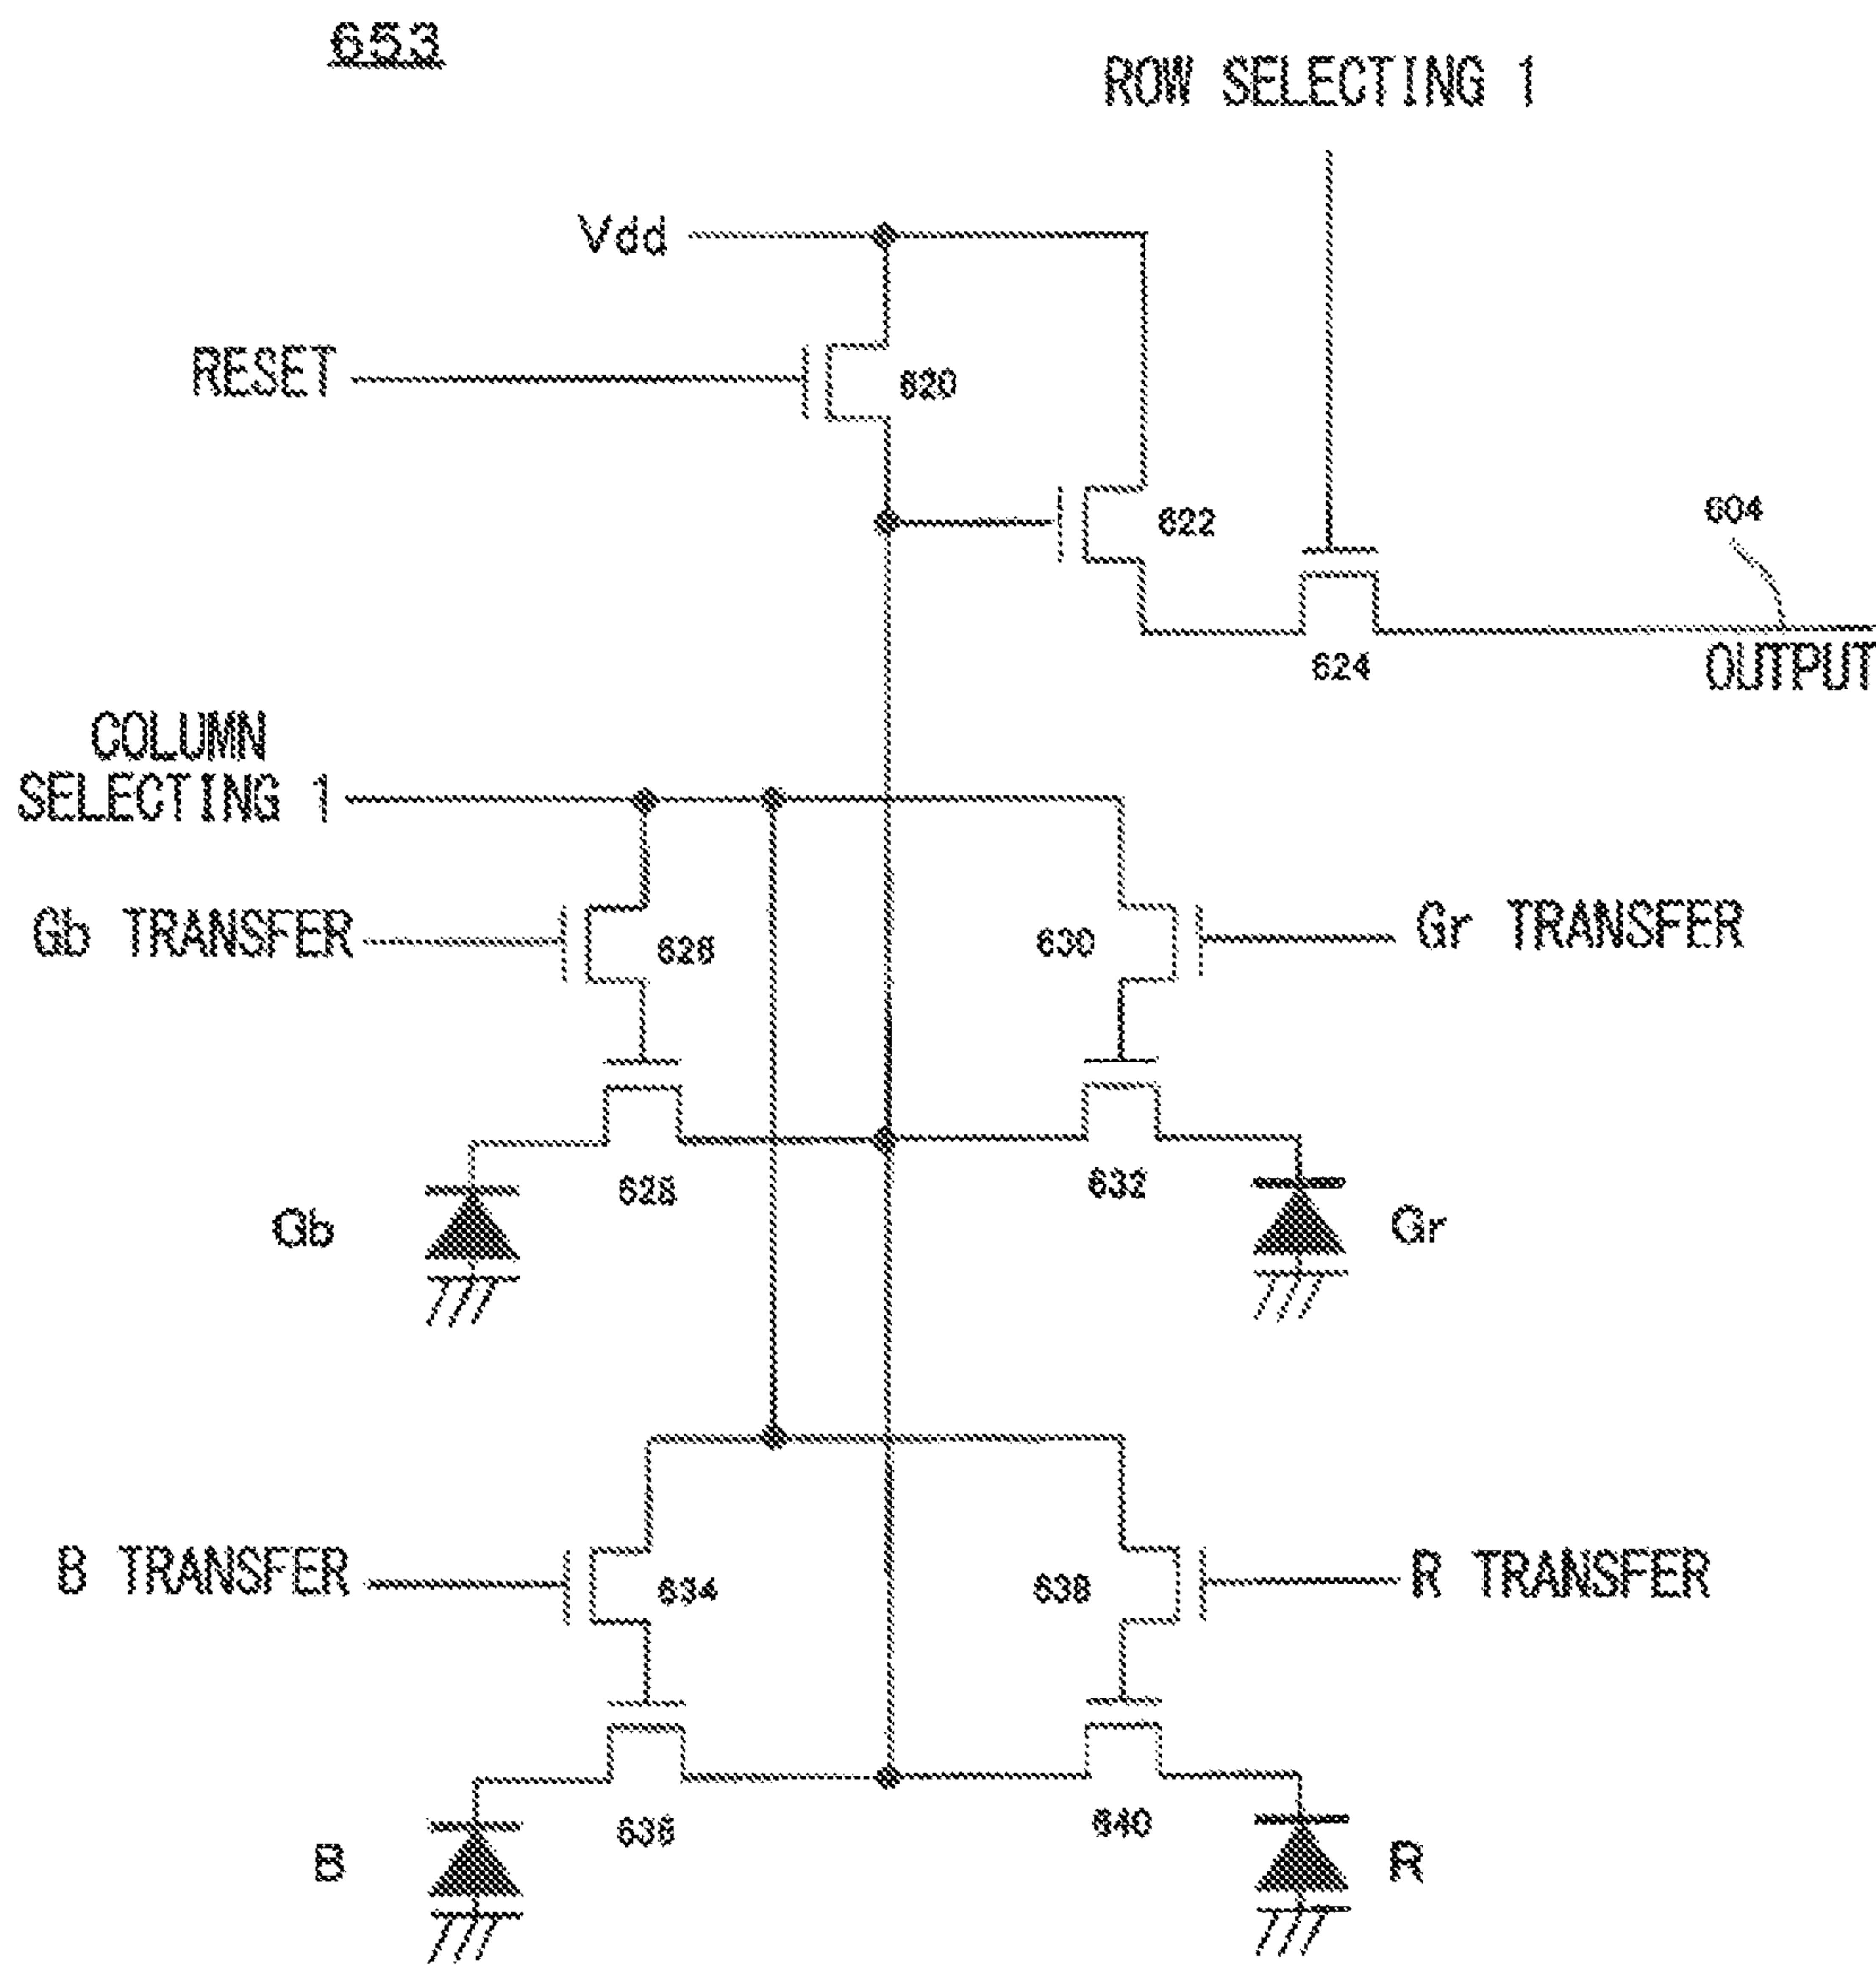 653
ROW SELECTING 1
Vdd
RESET
620
622
604
624
OUTPUT
COLUMN
SELECTING 1
Gb TRANSFER
626
630
Gr TRANSFER
628
632
Gb
Gr
B TRANSFER
634
638
R TRANSFER
636
640
B
R